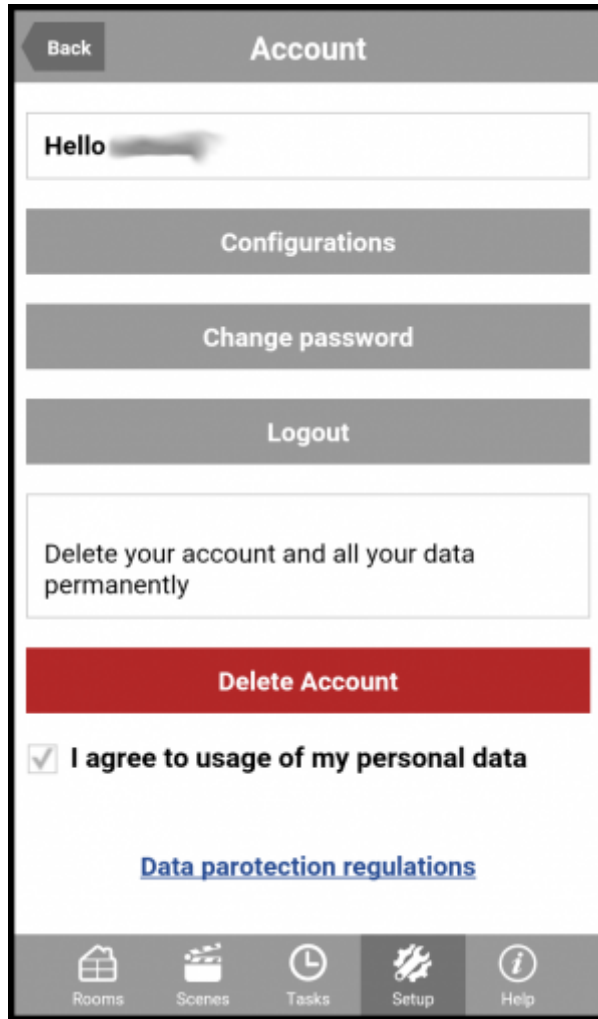 Back
Account
Hello
Configurations
Change password
Logout
Delete your account and all your data
permanently
Delete Account
I agree to usage of my personal data
Data parotection regulations
Rooms Scenes Tasks Setup Help